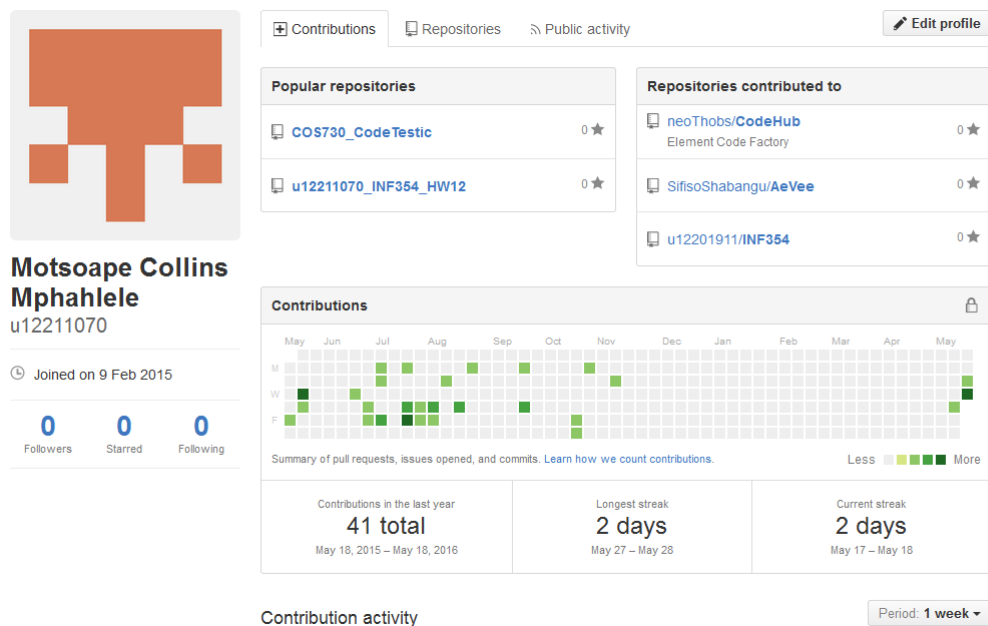 Contributions
Repositories
Public activity
Edit profile
Popular repositories
COS730_CodeTestic
0
u12211070_INF354_HW12
0
Repositories contributed to
neoThobs/CodeHub
Element Code Factory
0
SifisoShabangu/AeVee
0
u12201911/INF354
0
Motsoape Collins
Mphahlele
u12211070
Joined on 9 Feb 2015
0
Followers
0
Starred
0
Following
Contributions
May Jun Jul Aug Sep Oct Nov Dec Jan Feb Mar Apr May
M
W
F
Summary of pull requests, issues opened, and commits. Learn how we count contributions.
Less More
Contributions in the last year
41 total
May 18, 2015 – May 18, 2016
Longest streak
2 days
May 27 – May 28
Current streak
2 days
May 17 – May 18
Contribution activity
Period: 1 week